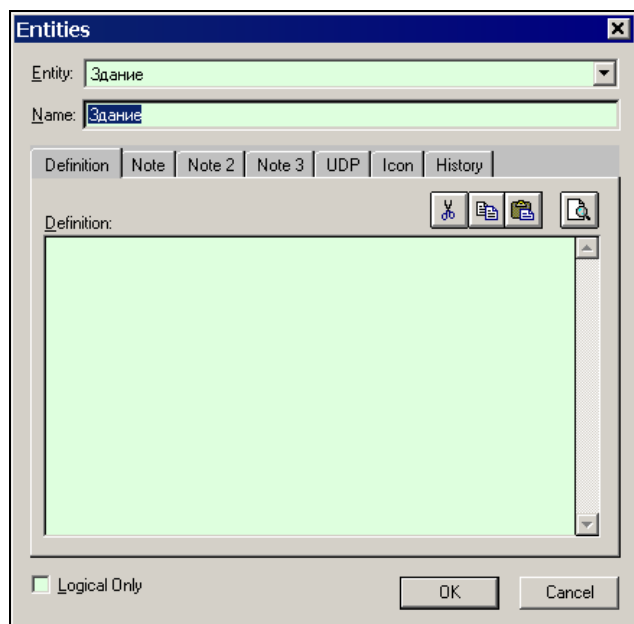 Entities
Entity: Здание
Name: Здание
Definition Note Note 2 Note 3 UDP Icon History
Definition:
Logical Only
OK Cancel